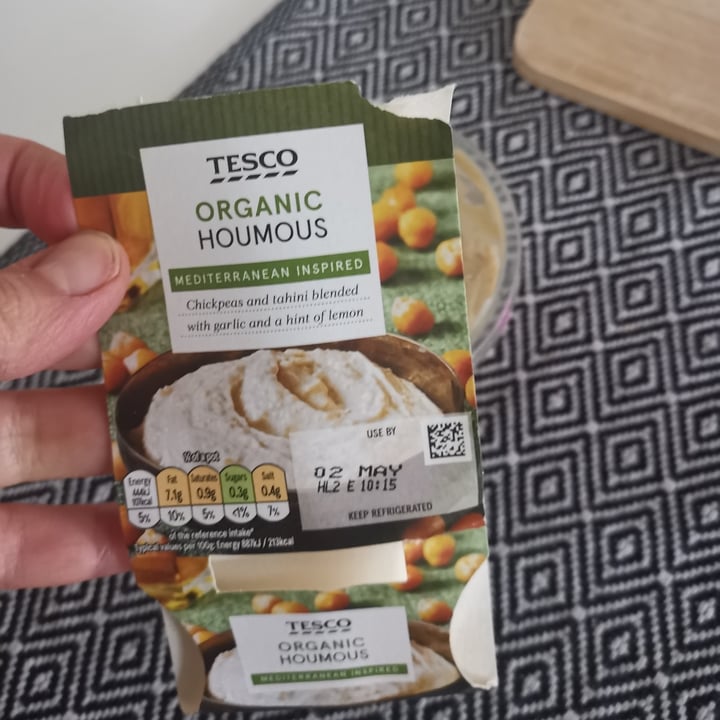 TESCO
ORGANIC
HOUMOUS
MEDITERRANEAN INSPIRED
Chickpeas and tahini blended
with garlic and a hint of lemon
USE BY
02 MAY
HL2 E 10:15
KEEP REFRIGERATED
Energy Fat Saturates Sugars Salt
444kJ 7.1g 0.9g 0.3g 0.4g
107kcal
5% 10% 5% <1% 7%
of the reference intake*
Typical values per 100g: Energy 887kJ / 213kcal
TESCO
ORGANIC
HOUMOUS
MEDITERRANEAN INSPIRED